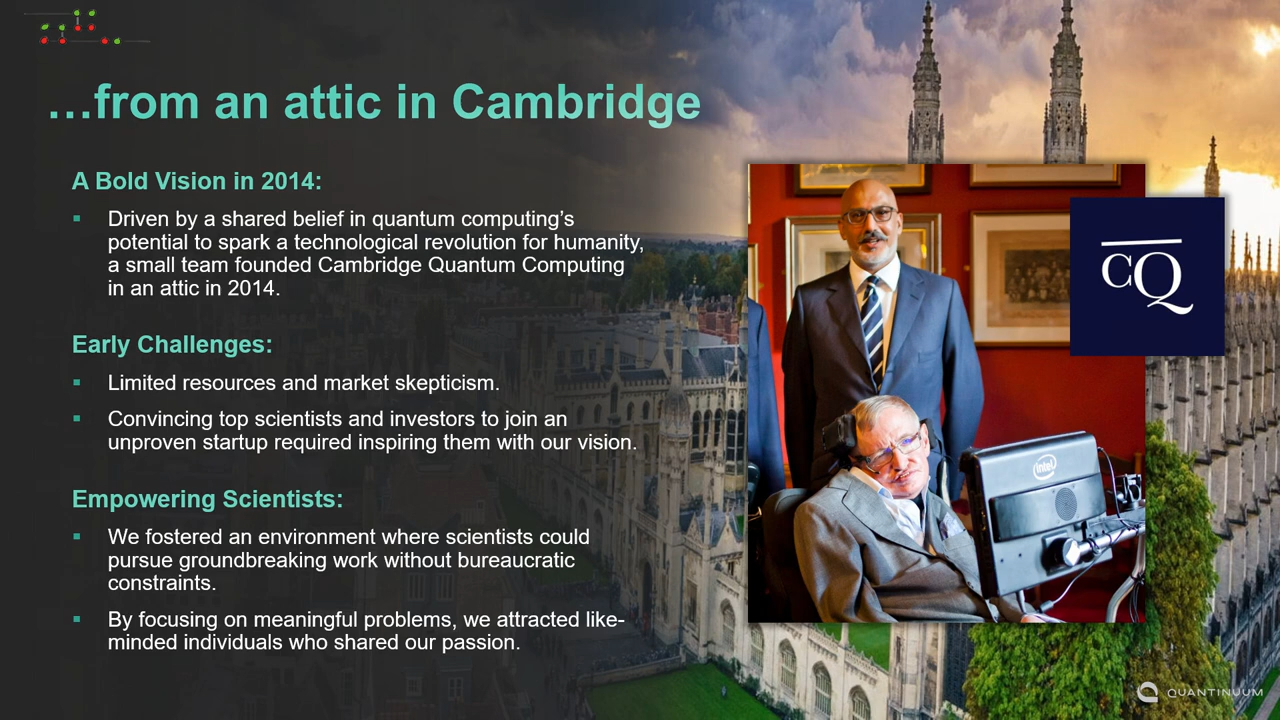 …from an attic in Cambridge
A Bold Vision in 2014:
Driven by a shared belief in quantum computing’s
potential to spark a technological revolution for humanity,
a small team founded Cambridge Quantum Computing
in an attic in 2014.
Early Challenges:
Limited resources and market skepticism.
Convincing top scientists and investors to join an
unproven startup required inspiring them with our vision.
Empowering Scientists:
We fostered an environment where scientists could
pursue groundbreaking work without bureaucratic
constraints.
By focusing on meaningful problems, we attracted like-
minded individuals who shared our passion.
CQ
intel
QUANTINUUM